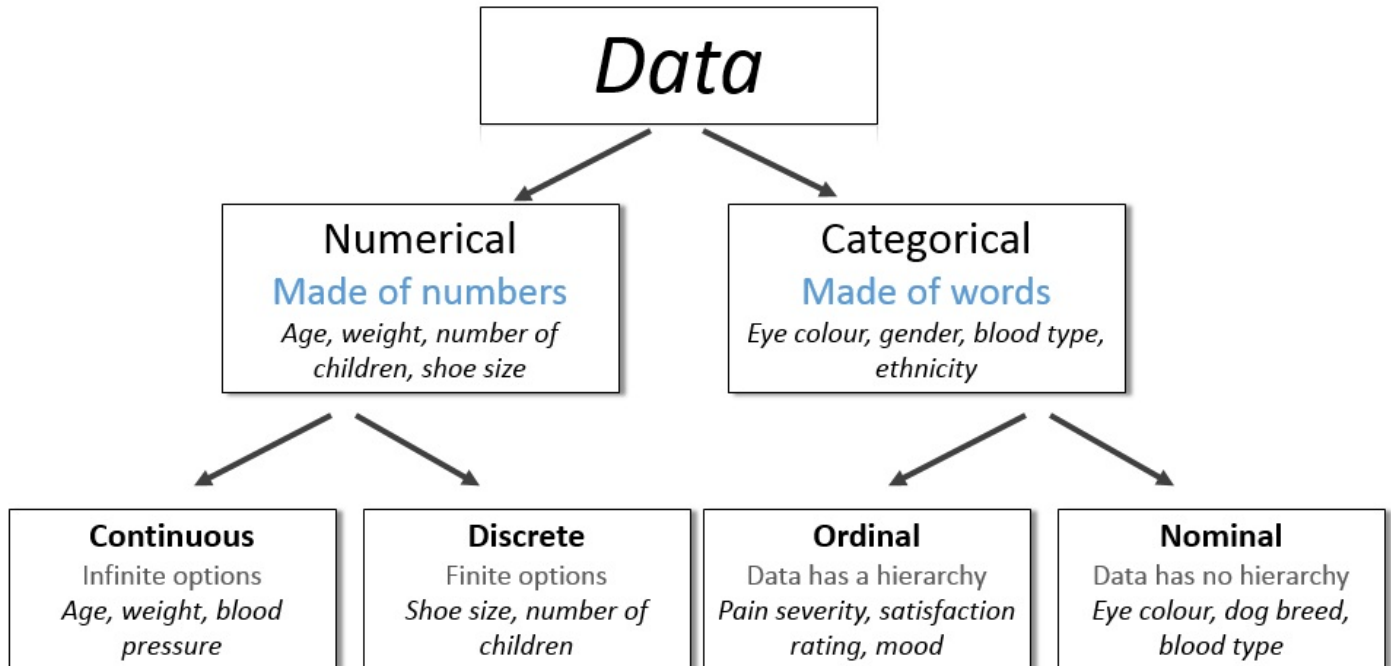 Data
Numerical
Made of numbers
Age, weight, number of
children, shoe size
Categorical
Made of words
Eye colour, gender, blood type,
ethnicity
Continuous
Infinite options
Age, weight, blood
pressure
Discrete
Finite options
Shoe size, number of
children
Ordinal
Data has a hierarchy
Pain severity, satisfaction
rating, mood
Nominal
Data has no hierarchy
Eye colour, dog breed,
blood type